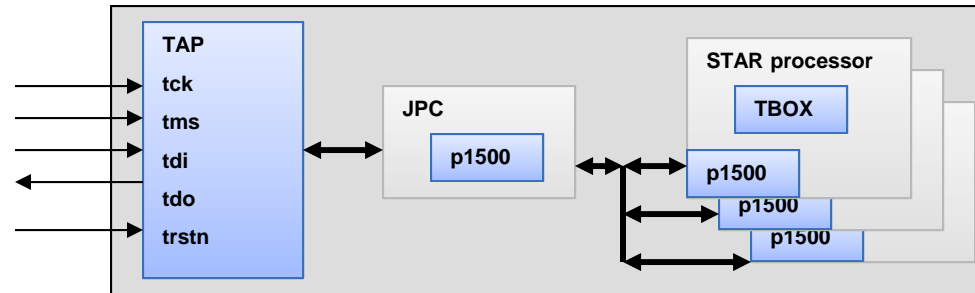 TAP
tck
tms
tdi
tdo
trstn
JPC
p1500
STAR processor
TBOX
p1500
p1500
p1500